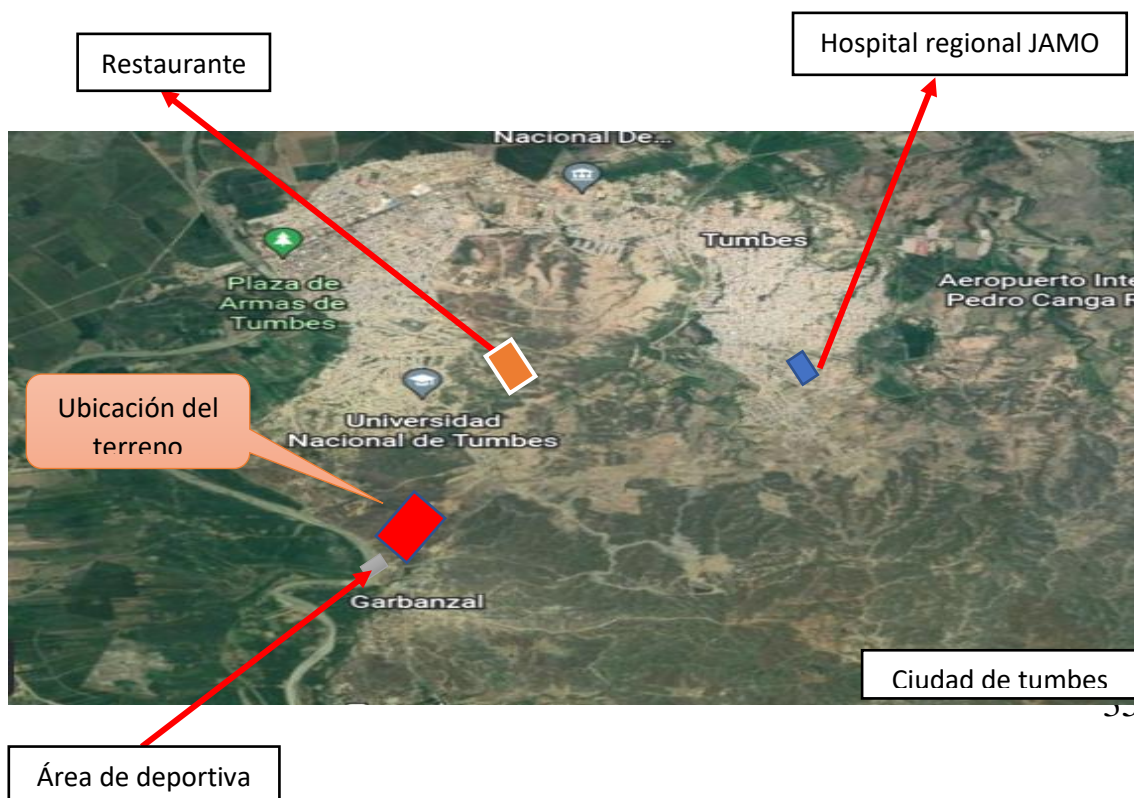 Hospital regional JAMO
Restaurante
Nacional De...
Tumbes
Plaza de
Armas de
Tumbes
Aeropuerto Inte
Pedro Canga
Ubicación del
terreno
Universidad
Nacional de Tumbes
Garbanzal
Ciudad de tumbes
Área de deportiva